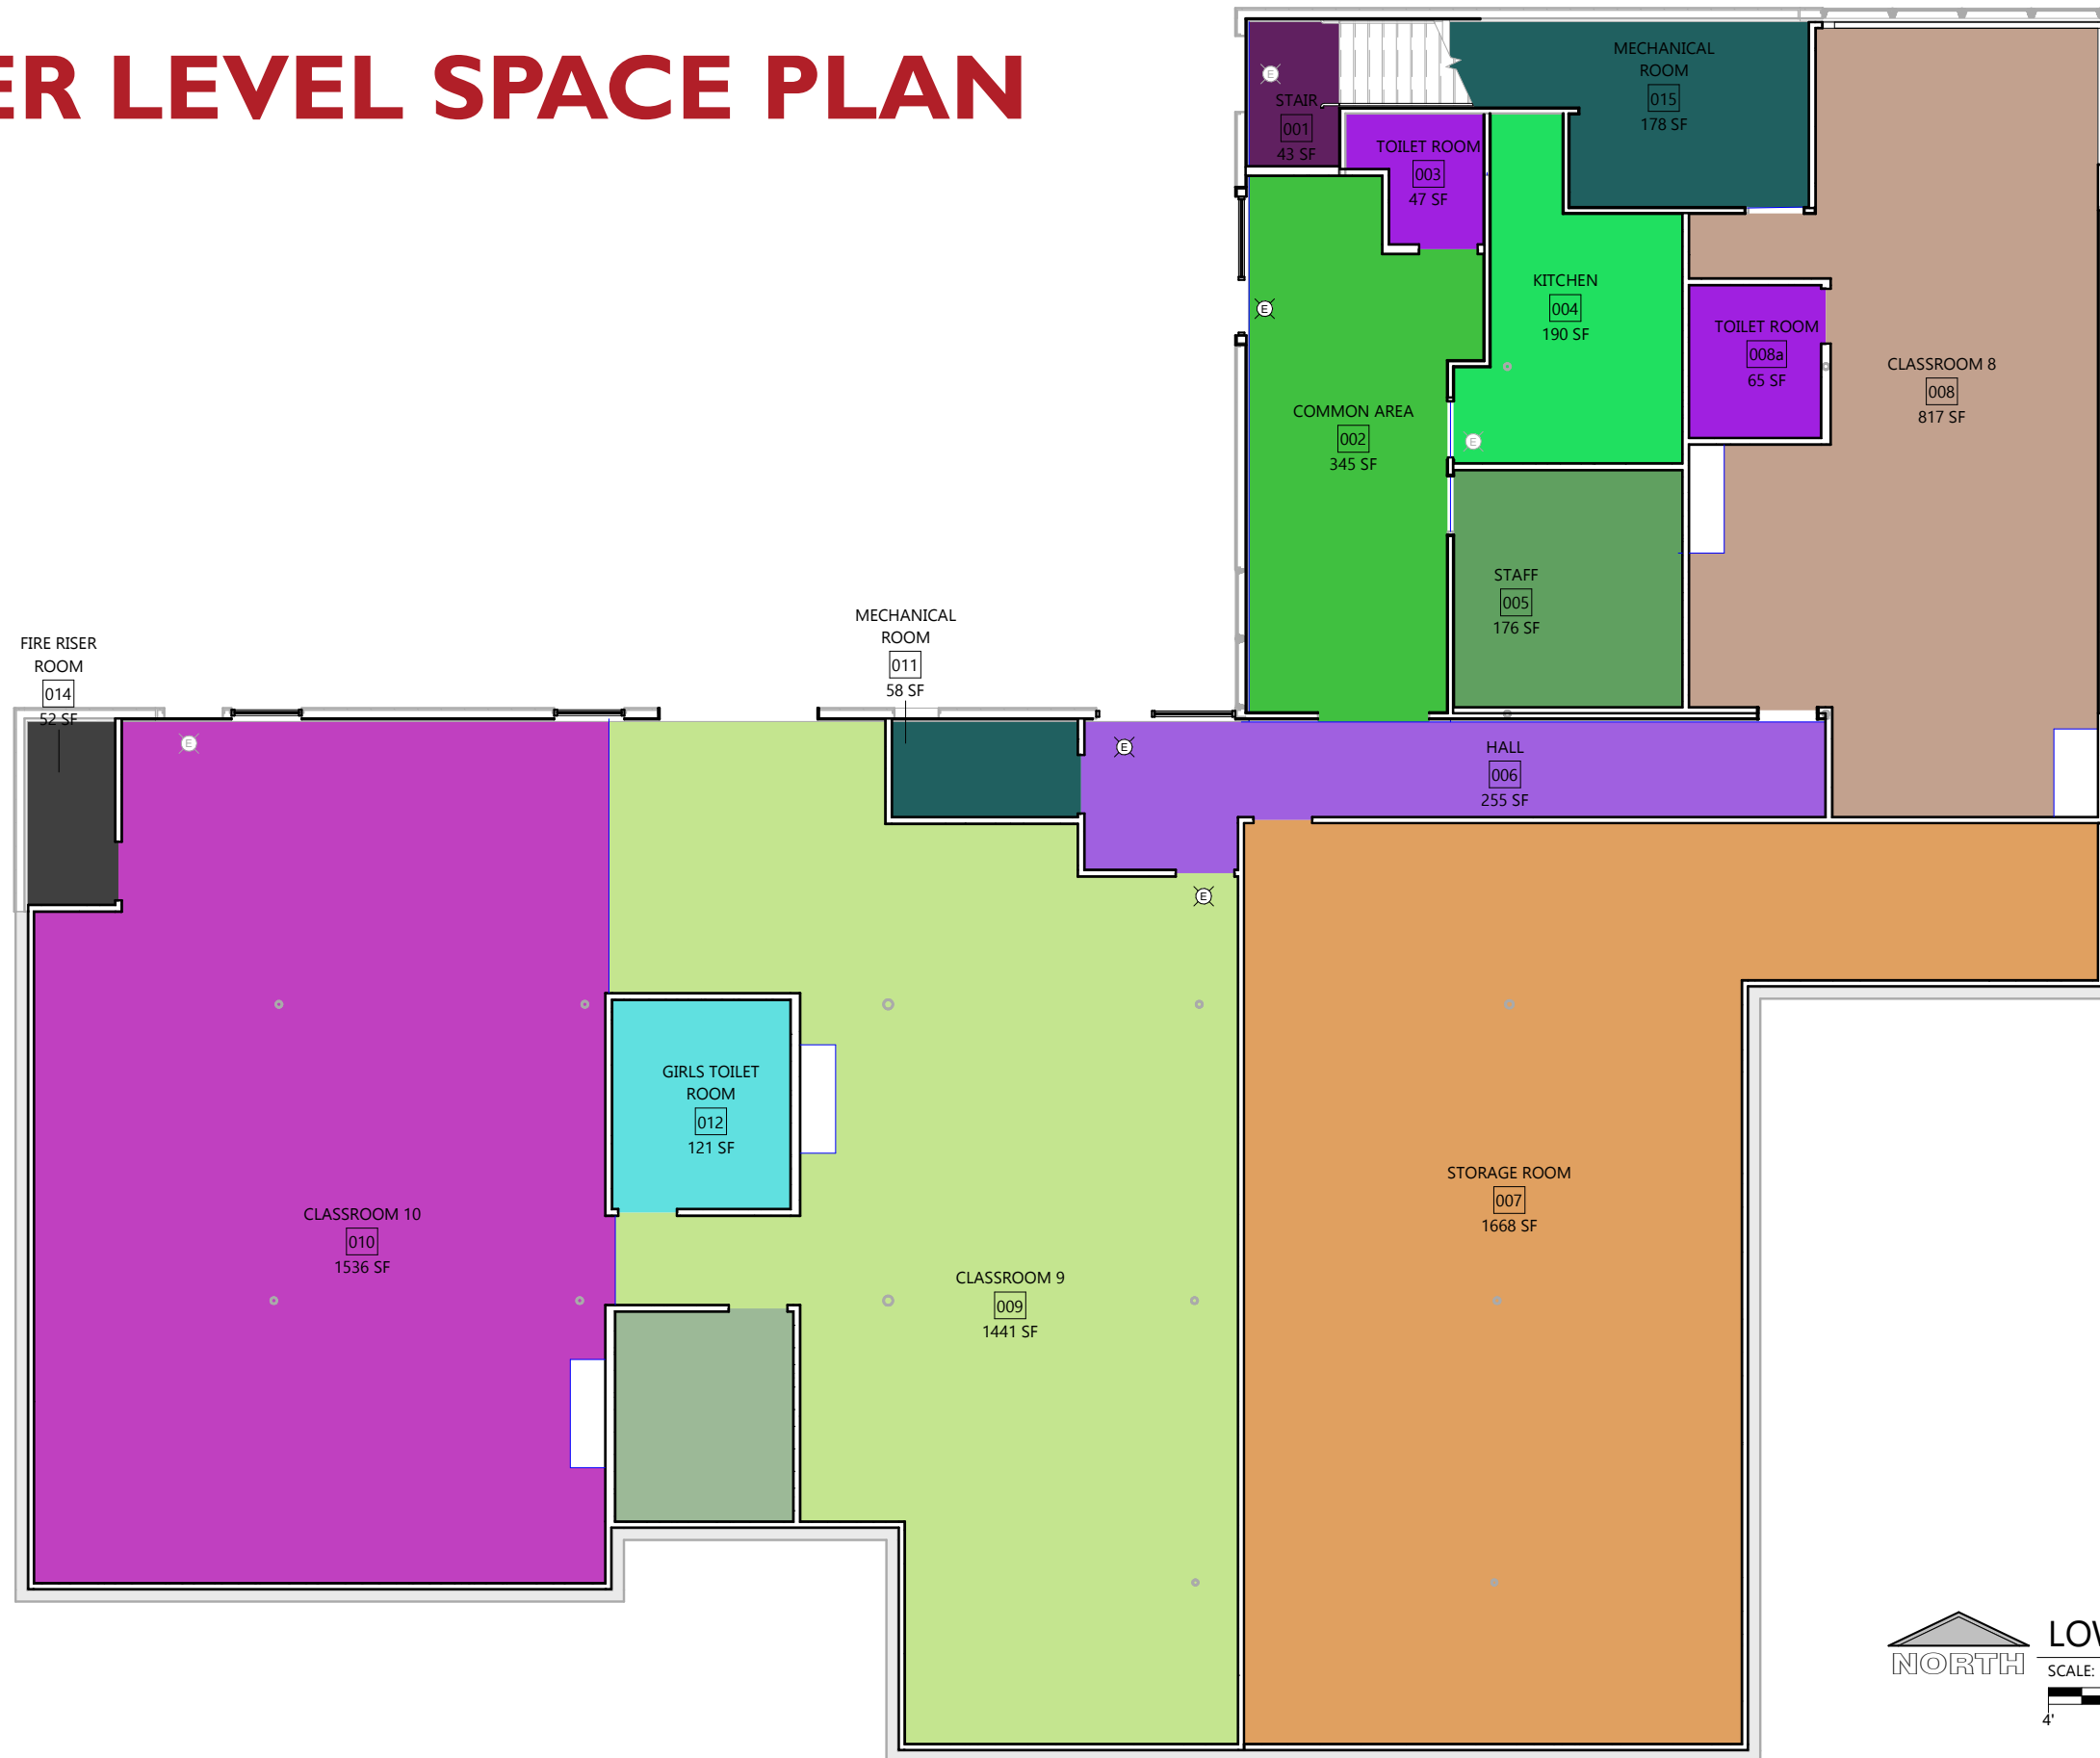 ER LEVEL SPACE PLAN
MECHANICAL
ROOM
015
178 SF
E
STAIR
001
43 SF
TOILET ROOM
003
47 SF
KITCHEN
004
190 SF
E
TOILET ROOM
008a
65 SF
CLASSROOM 8
008
817 SF
COMMON AREA
002
345 SF
E
STAFF
005
176 SF
FIRE RISER
ROOM
014
52 SF
MECHANICAL
ROOM
011
58 SF
E
E
HALL
006
255 SF
E
GIRLS TOILET
ROOM
012
121 SF
STORAGE ROOM
007
1668 SF
CLASSROOM 10
010
1536 SF
CLASSROOM 9
009
1441 SF
NORTH
LOW
SCALE:
4'